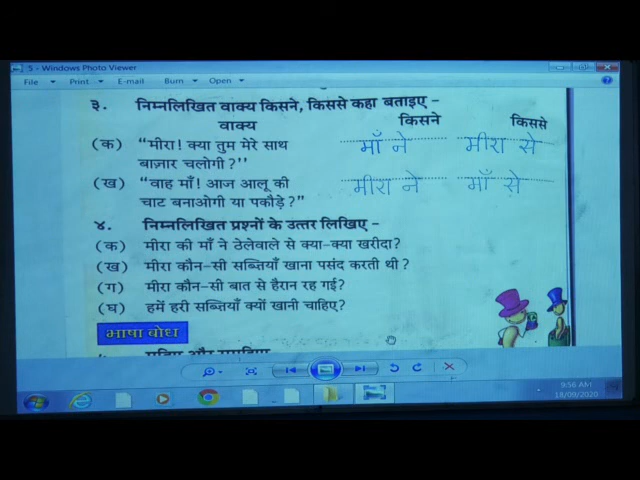 5 - Windows Photo Viewer
File Print E-mail Burn Open
३. निम्नलिखित वाक्य किसने, किससे कहा बताइए -
वाक्य किसने किससे
(क) “मीरा! क्या तुम मेरे साथ माँ ने मीरा से
बाज़ार चलोगी?’’
(ख) “वाह माँ! आज आलू की मीरा ने माँ से
चाट बनाओगी या पकौड़े?”
४. निम्नलिखित प्रश्नों के उत्तर लिखिए -
(क) मीरा की माँ ने ठेलेवाले से क्या-क्या खरीदा?
(ख) मीरा कौन-सी सब्ज़ियाँ खाना पसंद करती थी?
(ग) मीरा कौन-सी बात से हैरान रह गई?
(घ) हमें हरी सब्ज़ियाँ क्यों खानी चाहिए?
भाषा बोध
9:56 AM
18/09/2020